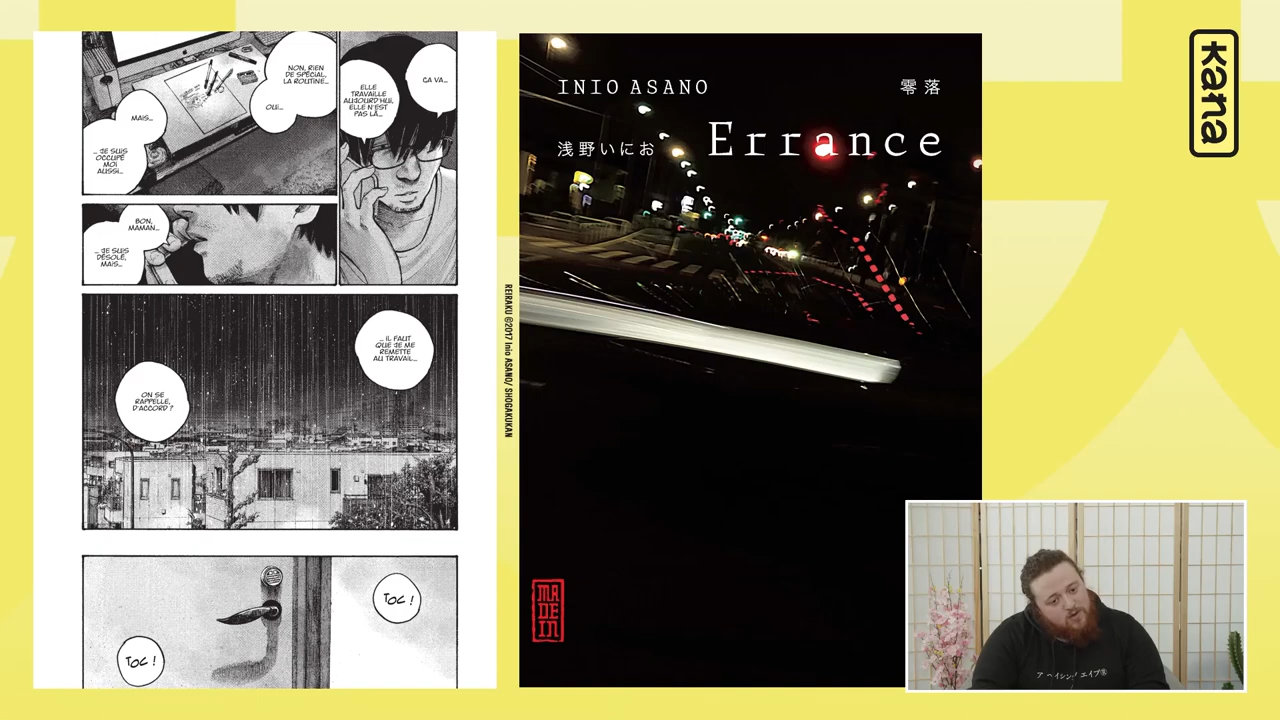 NON, RIEN
DE SPÉCIAL,
LA ROUTINE...
OUI...
MAIS...
... JE SUIS
OCCUPÉ
MOI
AUSSI...
ÇA VA...
ELLE
TRAVAILLE
AUJOURD'HUI,
ELLE N'EST
PAS LÀ...
BON,
MAMAN...
... JE SUIS
DÉSOLÉ,
MAIS...
... IL FAUT
QUE JE ME
REMETTE
AU TRAVAIL...
ON SE
RAPPELLE,
D'ACCORD ?
TOC !
TOC !
REIRAKU @2017 Inio ASANO/ SHOGAKUKAN
INIO ASANO
零落
浅野いにお
Errance
MA
DE
IN
kana